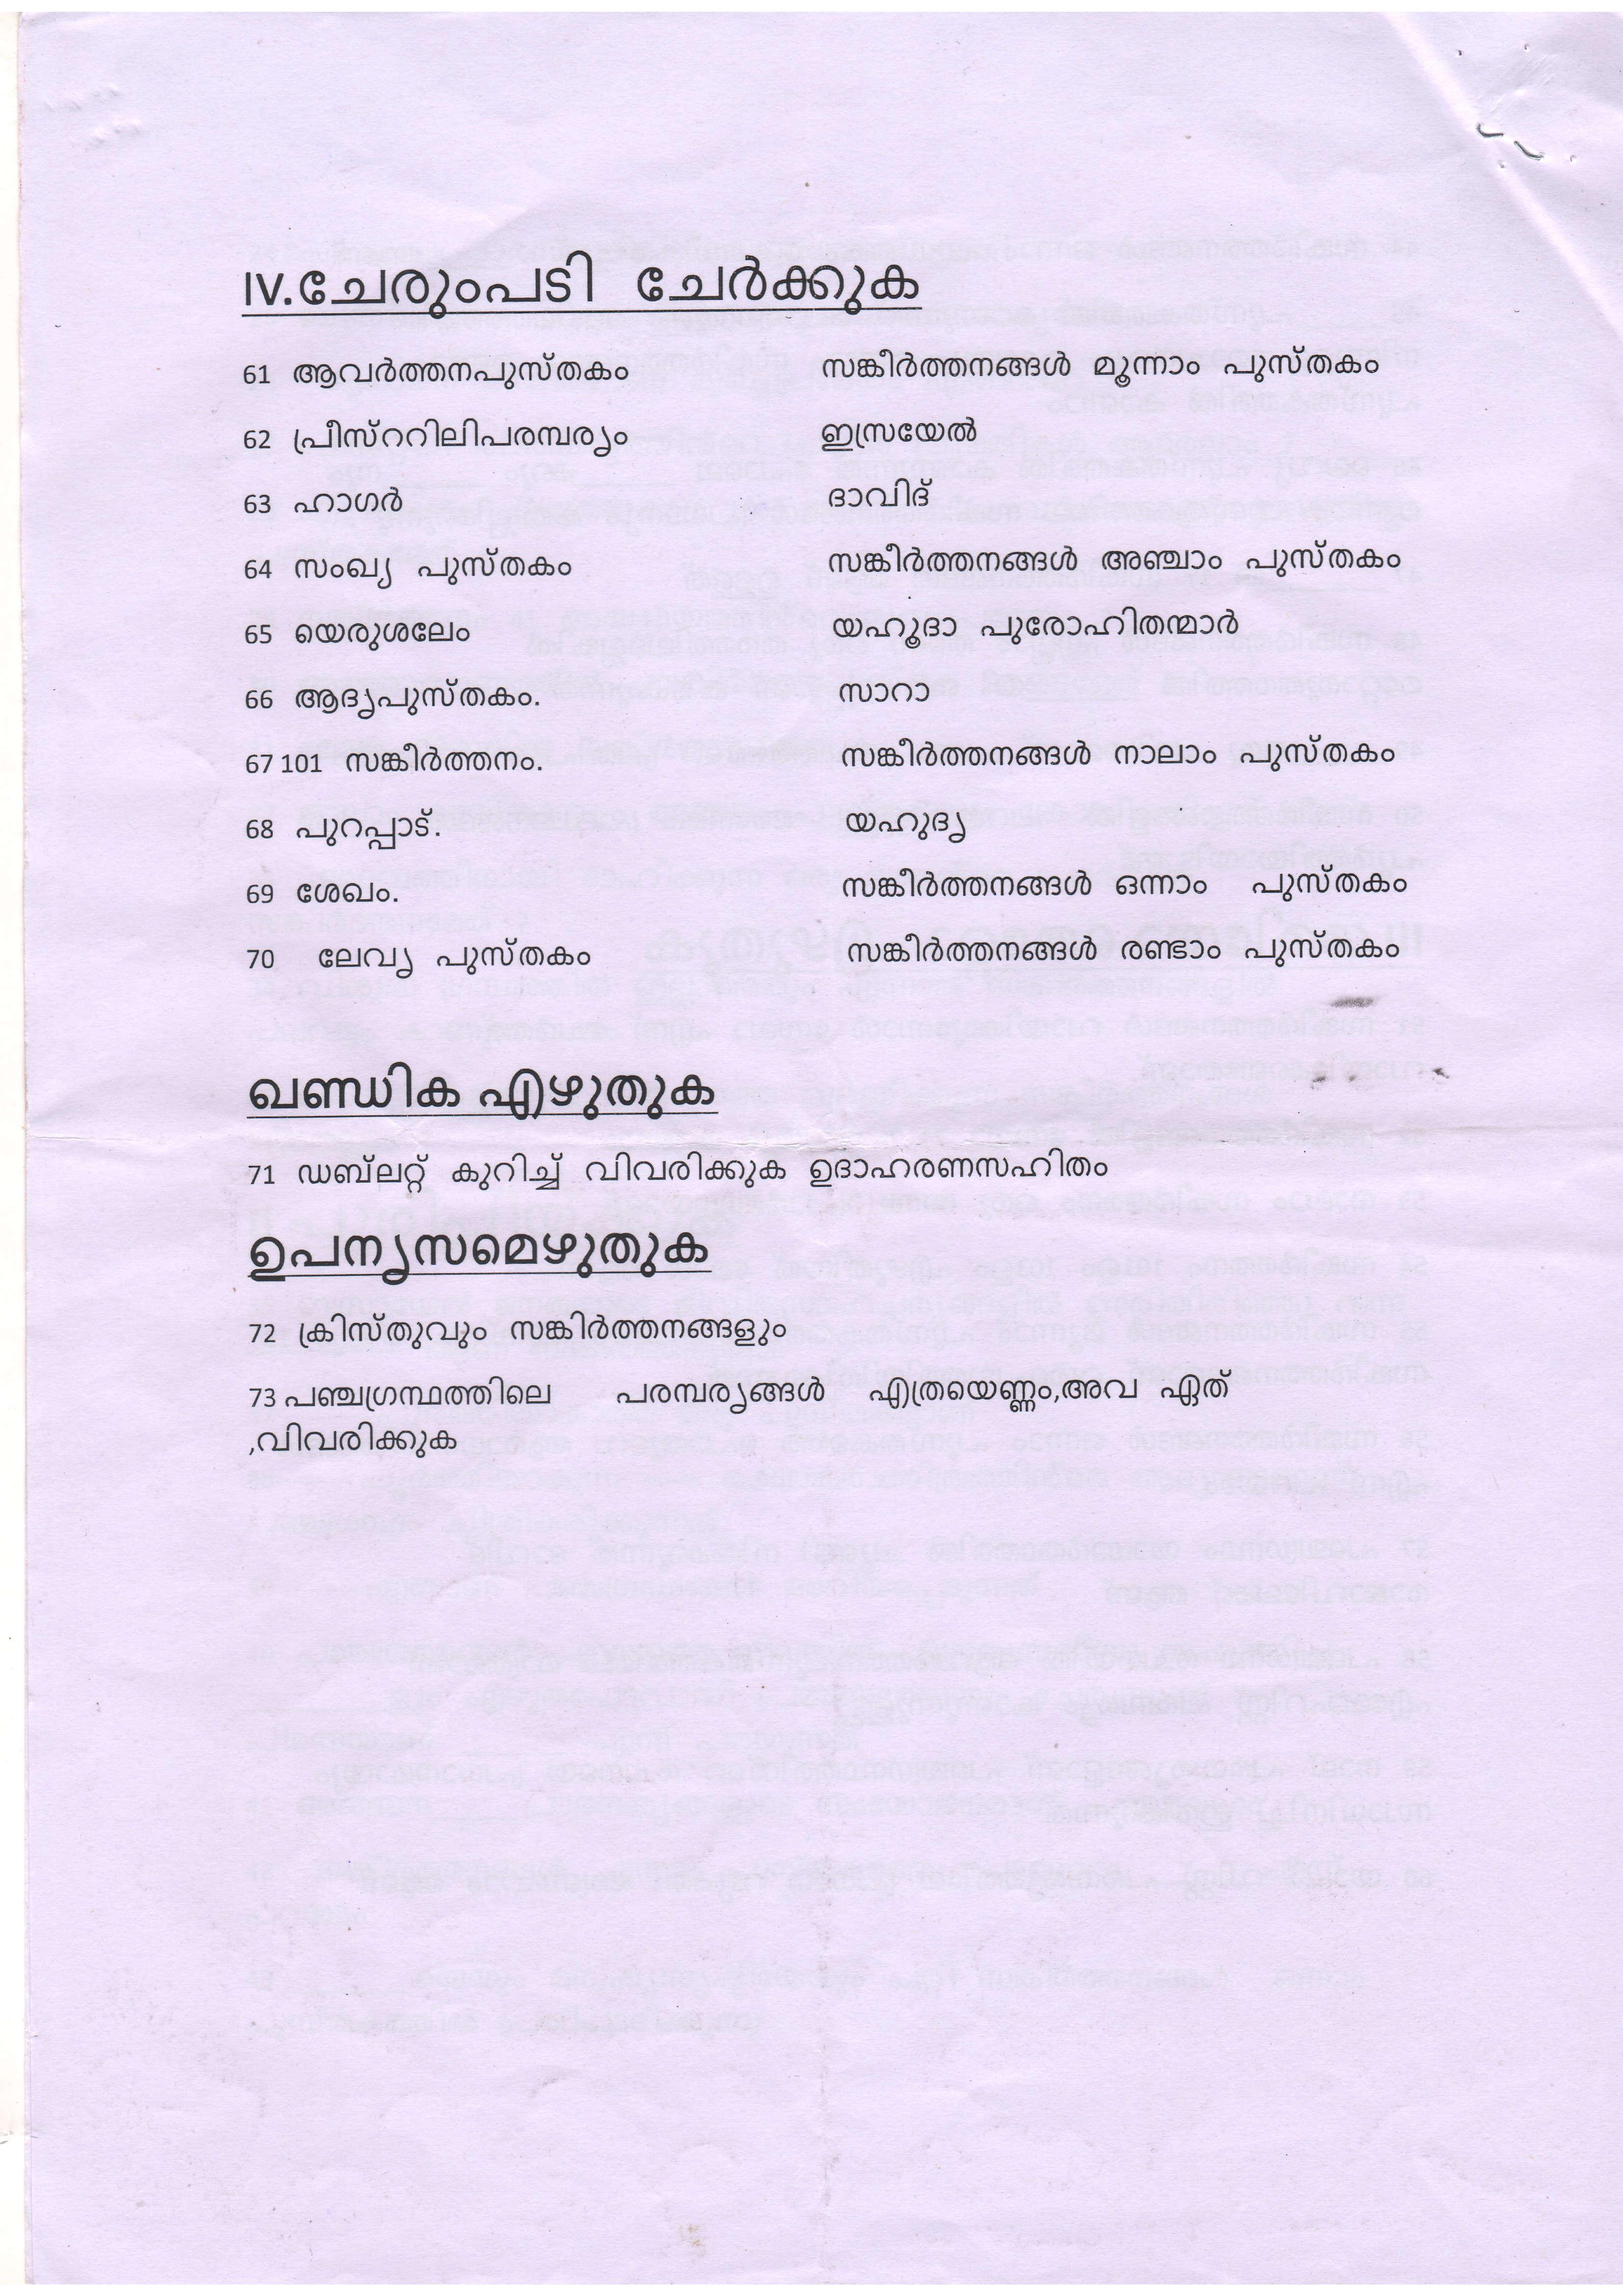 IV.ചേരുംപടി ചേർക്കുക
61 ആവർത്തനപുസ്തകം സങ്കീർത്തനങ്ങൾ മൂന്നാം പുസ്തകം
62 പ്രീസ്ററിലിപരമ്പര്യം ഇസ്രയേൽ
63 ഹാഗർ ദാവിദ്
64 സംഖ്യ പുസ്തകം സങ്കീർത്തനങ്ങൾ അഞ്ചാം പുസ്തകം
65 യെരുശലേം യഹൂദാ പുരോഹിതന്മാർ
66 ആദ്യപുസ്തകം. സാറാ
67 101 സങ്കീർത്തനം. സങ്കീർത്തനങ്ങൾ നാലാം പുസ്തകം
68 പുറപ്പാട്. യഹുദ്യ
69 ശേഖം. സങ്കീർത്തനങ്ങൾ ഒന്നാം പുസ്തകം
70 ലേവ്യ പുസ്തകം സങ്കീർത്തനങ്ങൾ രണ്ടാം പുസ്തകം
ഖണ്ഡിക എഴുതുക
71 ഡബ്ലറ്റ് കുറിച്ച് വിവരിക്കുക ഉദാഹരണസഹിതം
ഉപന്യസമെഴുതുക
72 ക്രിസ്തുവും സങ്കിർത്തനങ്ങളും
73 പഞ്ചഗ്രന്ഥത്തിലെ പരമ്പര്യങ്ങൾ എത്രയെണ്ണം,അവ ഏത്
,വിവരിക്കുക